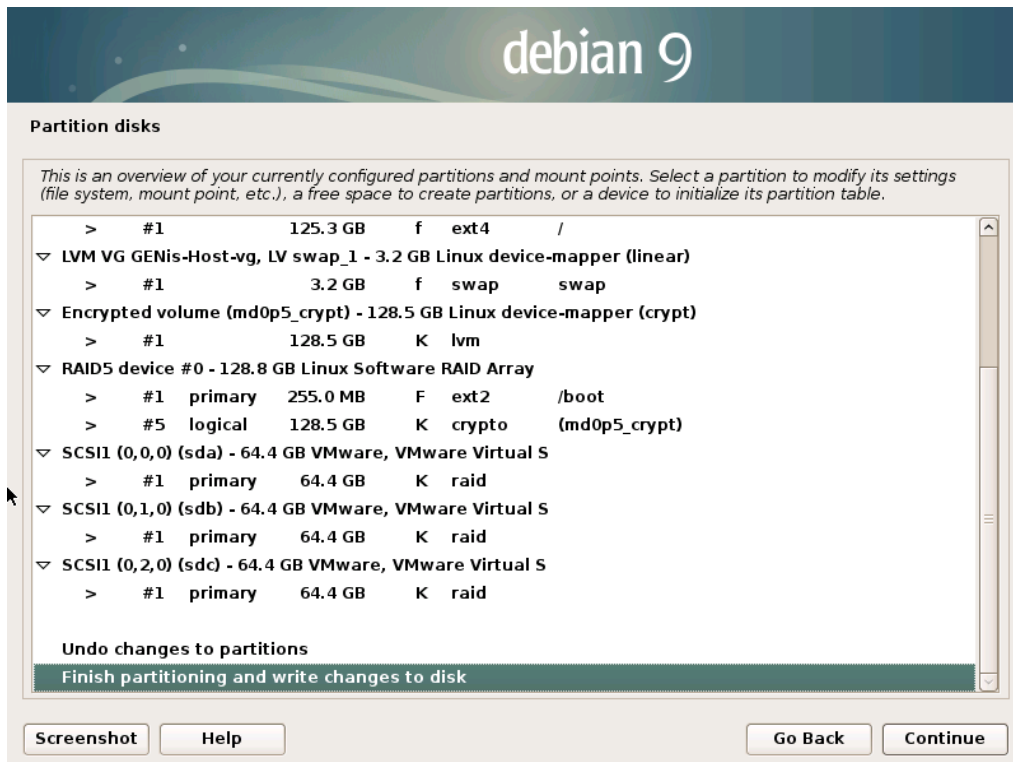 debian 9
Partition disks
This is an overview of your currently configured partitions and mount points. Select a partition to modify its settings
(file system, mount point, etc.), a free space to create partitions, or a device to initialize its partition table.
> #1 125.3 GB f ext4 /
LVM VG GENis-Host-vg, LV swap_1 - 3.2 GB Linux device-mapper (linear)
> #1 3.2 GB f swap swap
Encrypted volume (md0p5_crypt) - 128.5 GB Linux device-mapper (crypt)
> #1 128.5 GB K lvm
RAID5 device #0 - 128.8 GB Linux Software RAID Array
> #1 primary 255.0 MB F ext2 /boot
> #5 logical 128.5 GB K crypto (md0p5_crypt)
SCSI1 (0,0,0) (sda) - 64.4 GB VMware, VMware Virtual S
> #1 primary 64.4 GB K raid
SCSI1 (0,1,0) (sdb) - 64.4 GB VMware, VMware Virtual S
> #1 primary 64.4 GB K raid
SCSI1 (0,2,0) (sdc) - 64.4 GB VMware, VMware Virtual S
> #1 primary 64.4 GB K raid
Undo changes to partitions
Finish partitioning and write changes to disk
Screenshot Help Go Back Continue